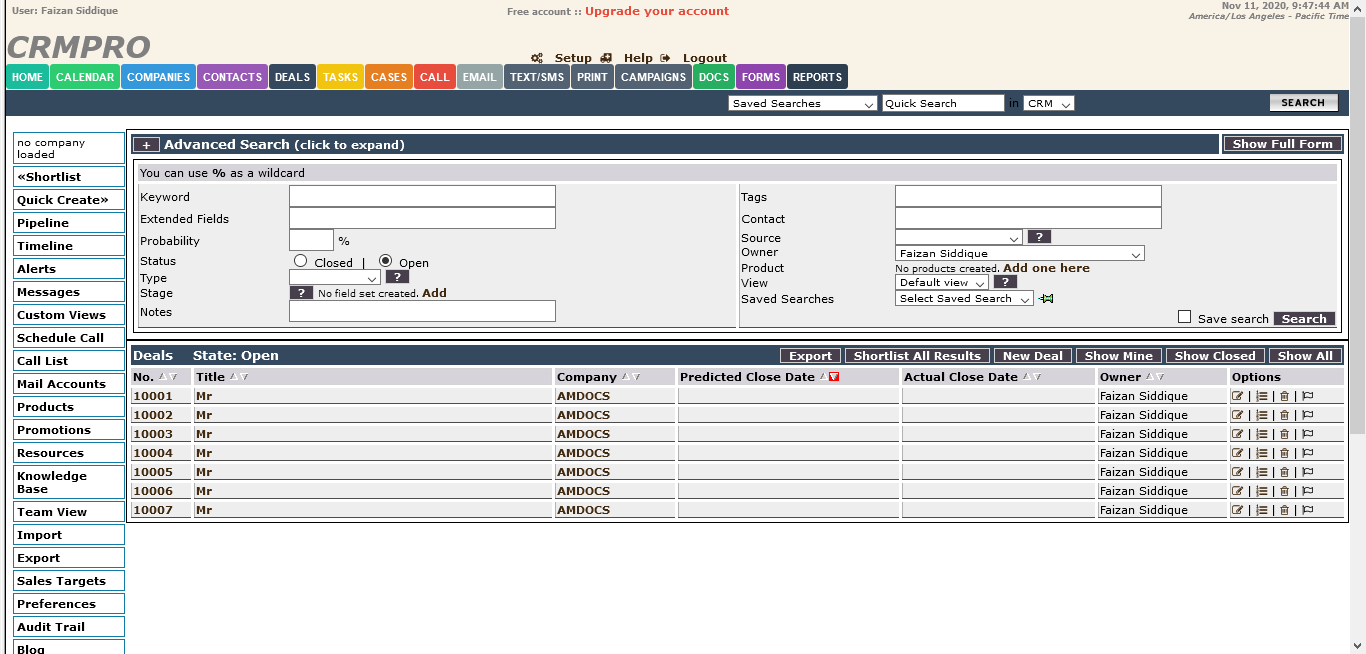 User: Faizan Siddique
Free account :: Upgrade your account
Nov 11, 2020, 9:47:44 AM
America/Los Angeles - Pacific Time
CRMPRO
Setup Help Logout
HOME CALENDAR COMPANIES CONTACTS DEALS TASKS CASES CALL EMAIL TEXT/SMS PRINT CAMPAIGNS DOCS FORMS REPORTS
Saved Searches Quick Search in CRM SEARCH
no company
loaded
«Shortlist
Quick Create»
Pipeline
Timeline
Alerts
Messages
Custom Views
Schedule Call
Call List
Mail Accounts
Products
Promotions
Resources
Knowledge
Base
Team View
Import
Export
Sales Targets
Preferences
Audit Trail
Blog
+ Advanced Search (click to expand) Show Full Form
You can use % as a wildcard
Keyword
Extended Fields
Probability %
Status Closed | Open
Type ?
Stage ? No field set created. Add
Notes
Tags
Contact
Source ?
Owner Faizan Siddique
Product No products created. Add one here
View Default view ?
Saved Searches Select Saved Search
Save search Search
Deals State: Open Export Shortlist All Results New Deal Show Mine Show Closed Show All
No. Title Company Predicted Close Date Actual Close Date Owner Options
10001 Mr AMDOCS Faizan Siddique | | |
10002 Mr AMDOCS Faizan Siddique | | |
10003 Mr AMDOCS Faizan Siddique | | |
10004 Mr AMDOCS Faizan Siddique | | |
10005 Mr AMDOCS Faizan Siddique | | |
10006 Mr AMDOCS Faizan Siddique | | |
10007 Mr AMDOCS Faizan Siddique | | |